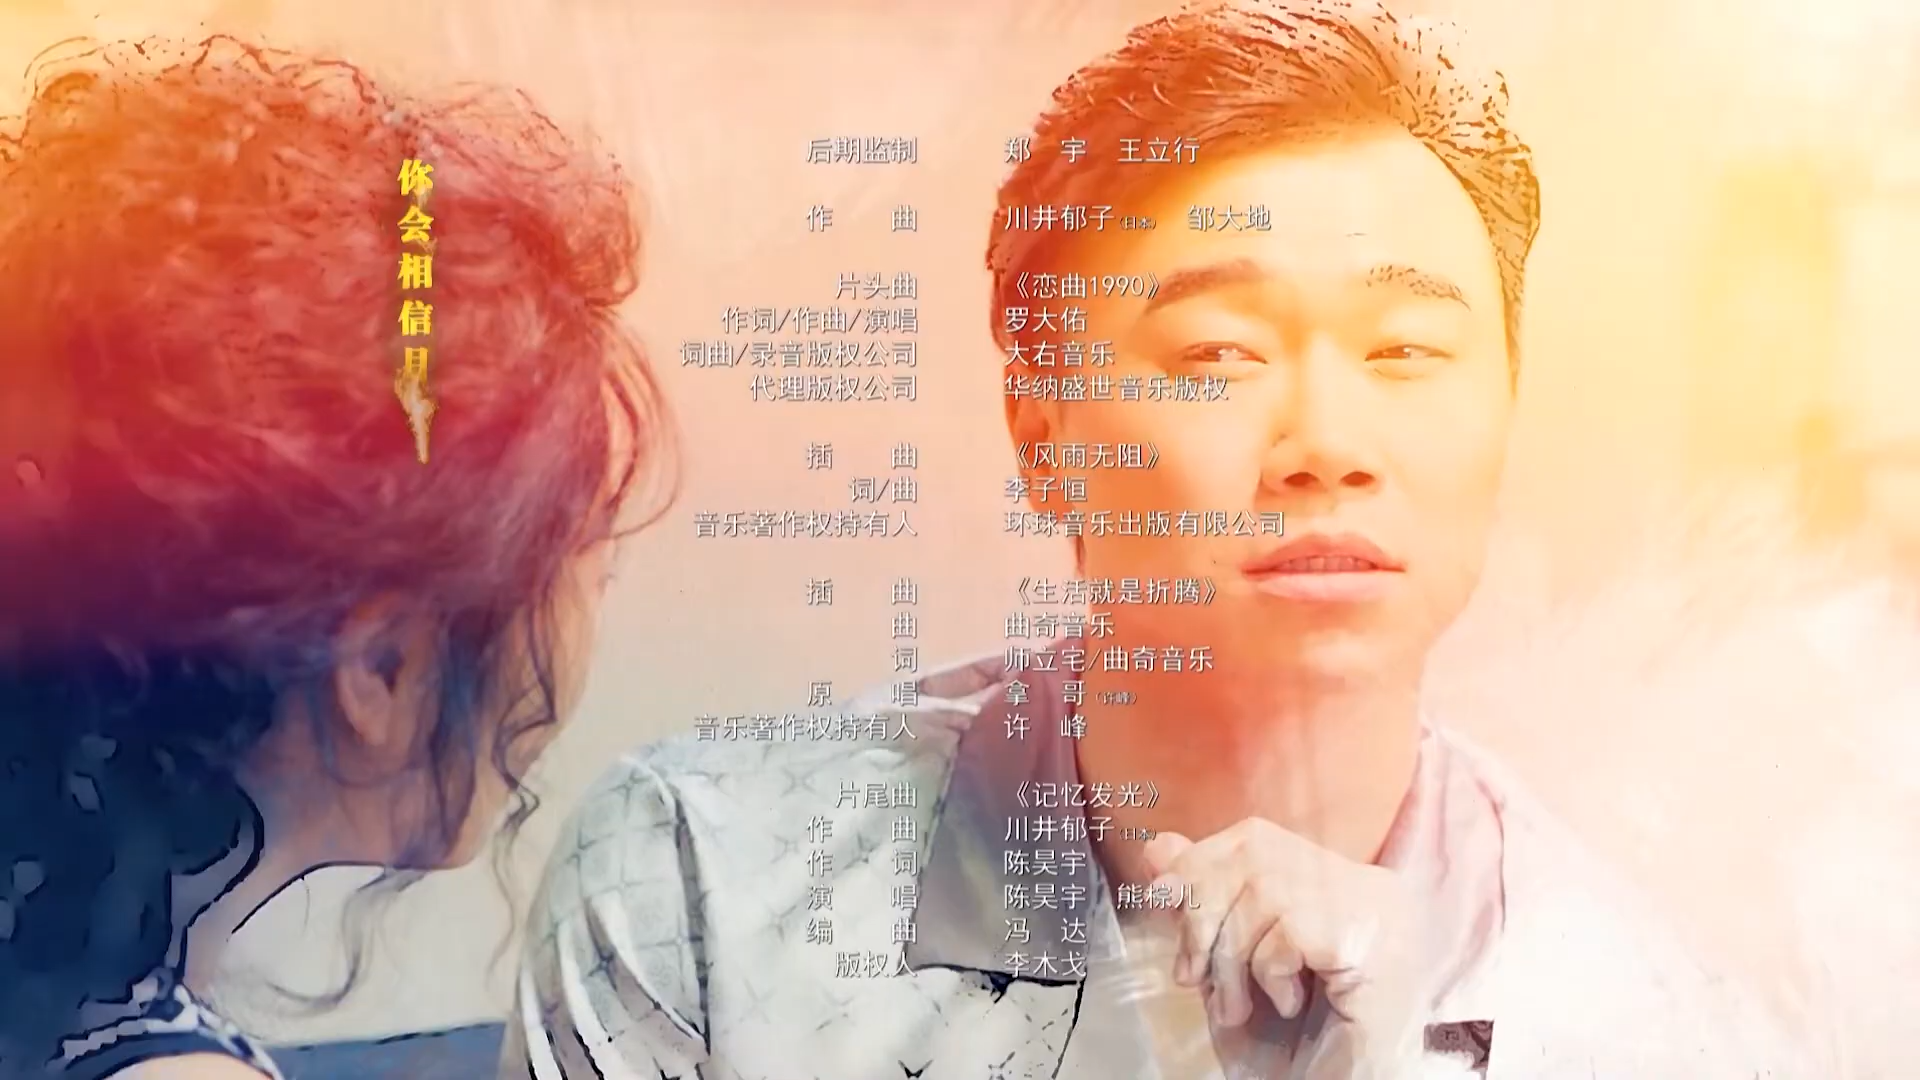 你会相信
后期监制 郑 宇 王立行
作 曲 川井郁子(日本) 邹大地
片头曲 《恋曲1990》
作词/作曲/演唱 罗大佑
词曲/录音版权公司 大右音乐
代理版权公司 华纳盛世音乐版权
插 曲 《风雨无阻》
词/曲 李子恒
音乐著作权持有人 环球音乐出版有限公司
插 曲 《生活就是折腾》
曲 曲奇音乐
词 师立宅/曲奇音乐
原 唱 拿 哥(许峰)
音乐著作权持有人 许 峰
片尾曲 《记忆发光》
作 曲 川井郁子(日本)
作 词 陈昊宇
演 唱 陈昊宇 熊棕儿
编 曲 冯 达
版权人 李木戈